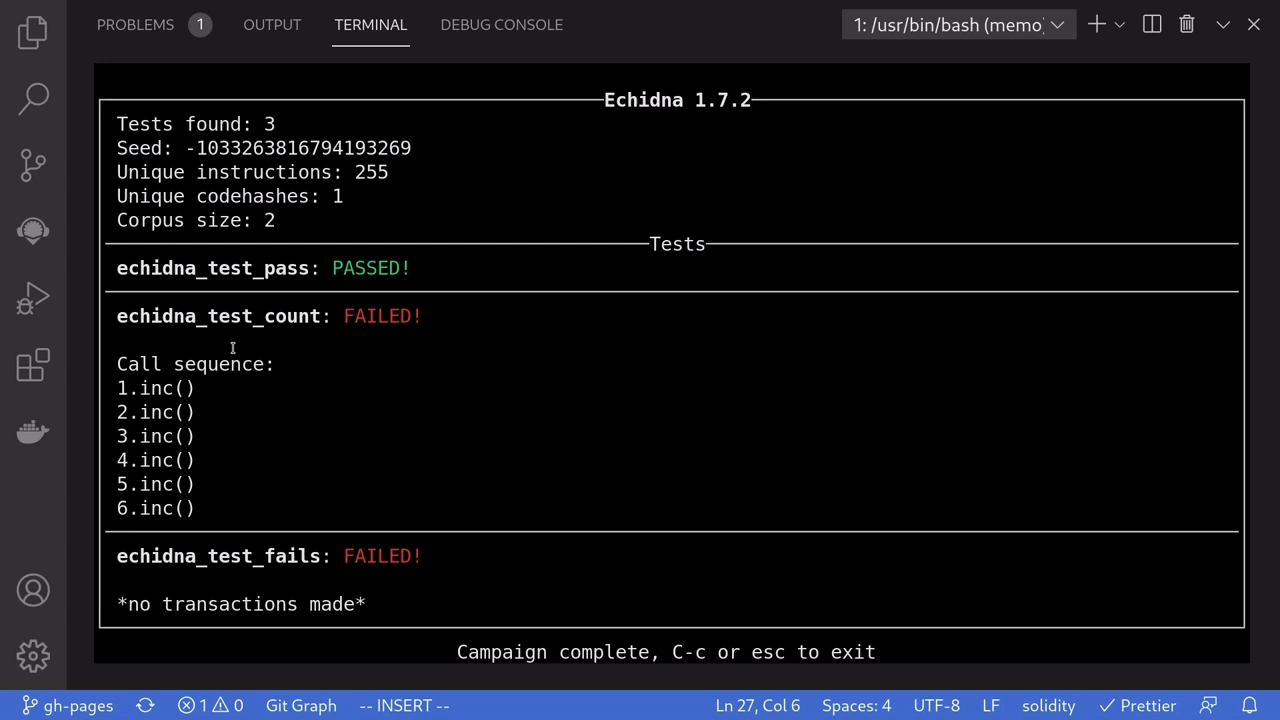 PROBLEMS 1 OUTPUT TERMINAL DEBUG CONSOLE 1: /usr/bin/bash (memo)
Echidna 1.7.2
Tests found: 3
Seed: -1033263816794193269
Unique instructions: 255
Unique codehashes: 1
Corpus size: 2
Tests
echidna_test_pass: PASSED!
echidna_test_count: FAILED!
Call sequence:
1.inc()
2.inc()
3.inc()
4.inc()
5.inc()
6.inc()
echidna_test_fails: FAILED!
*no transactions made*
Campaign complete, C-c or esc to exit
gh-pages 1 0 Git Graph -- INSERT -- Ln 27, Col 6 Spaces: 4 UTF-8 LF solidity Prettier